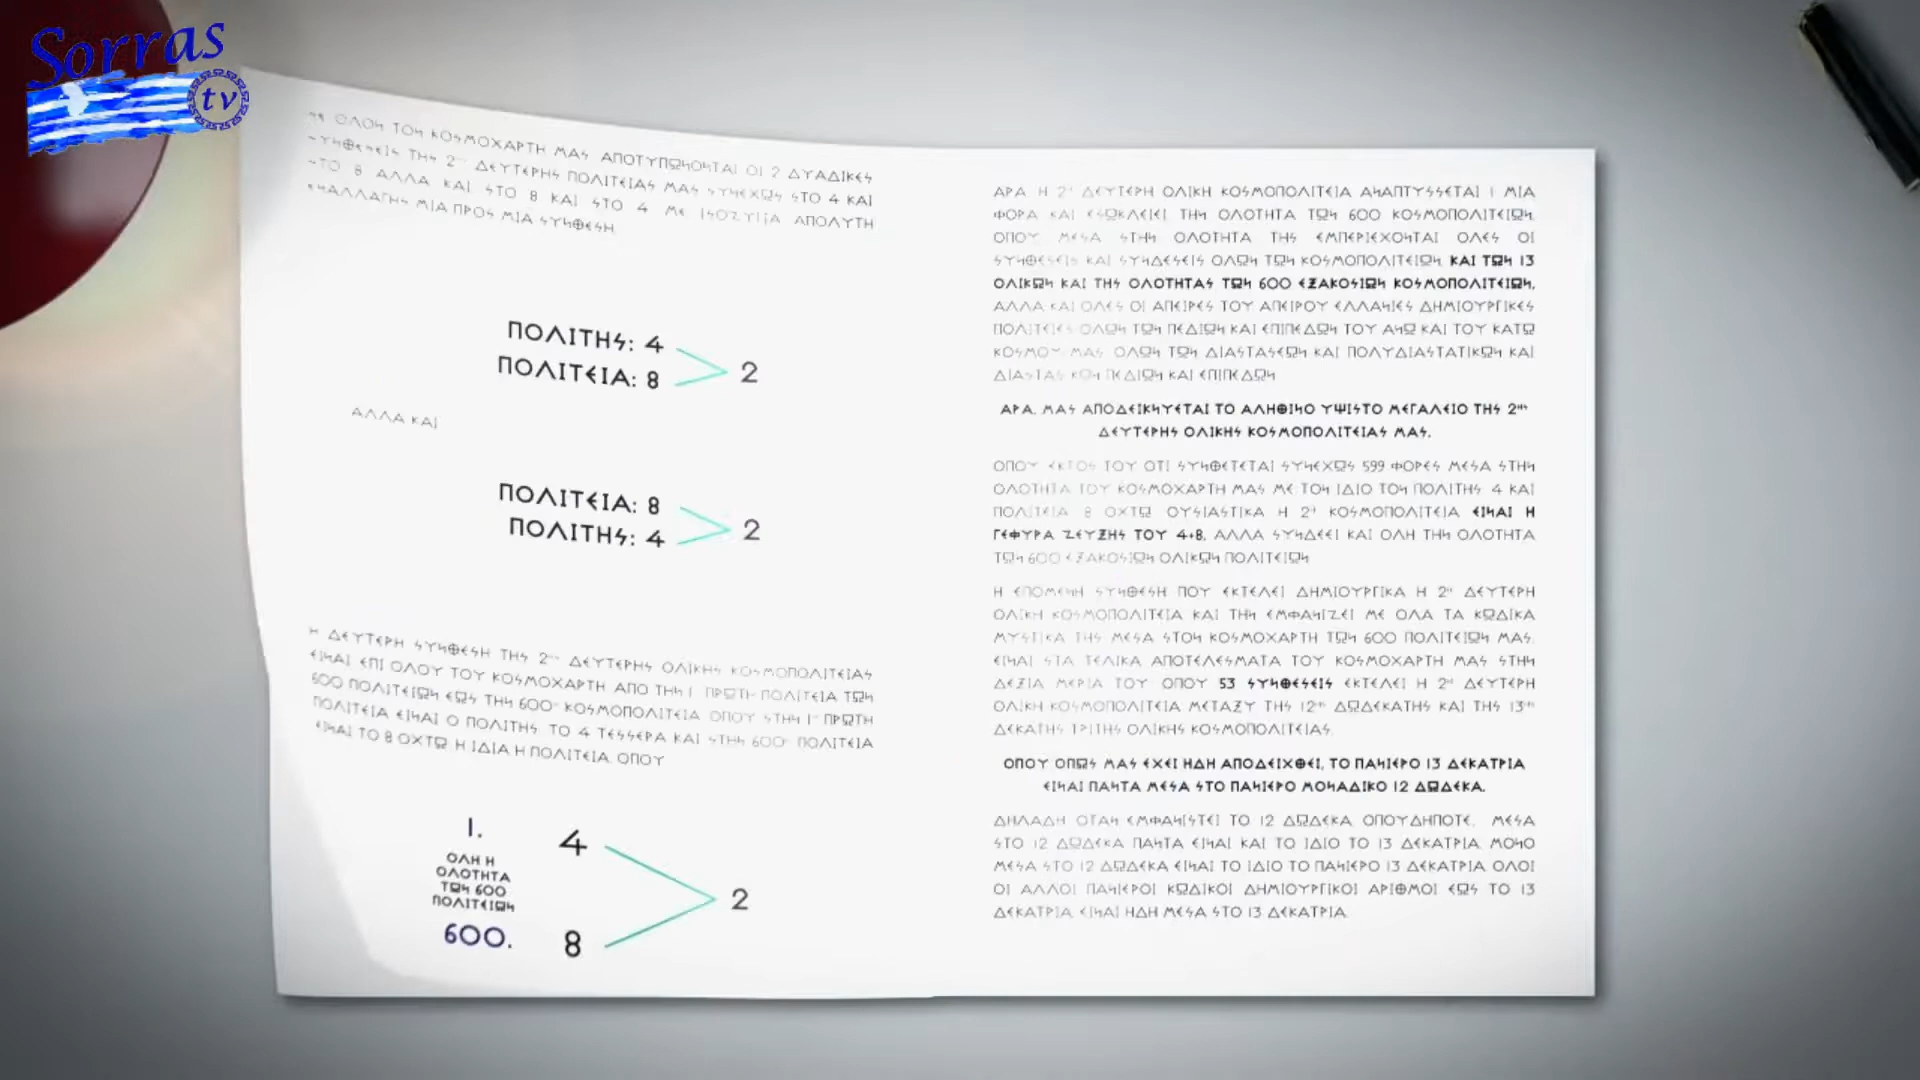 Sorras
tv
ΟΛΟΝ ΤΟΝ ΚΟΣΜΟΧΑΡΤΗ ΜΑΣ ΑΠΟΤΥΠΩΝΟΝΤΑΙ ΟΙ 2 ΔΥΑΔΙΚΕΣ
ΣΥΝΘΕΣΕΙΣ ΤΗΣ 2ης ΔΕΥΤΕΡΗΣ ΠΟΛΙΤΕΙΑΣ ΜΑΣ ΣΥΝΕΧΩΣ ΣΤΟ 4 ΚΑΙ
ΣΤΟ 8 ΑΛΛΑ ΚΑΙ ΣΤΟ 8 ΚΑΙ ΣΤΟ 4 ΜΕ ΙΣΟΖΥΓΙΑ ΑΠΟΛΥΤΗ
ΕΝΑΛΛΑΓΗΣ ΜΙΑ ΠΡΟΣ ΜΙΑ ΣΥΝΘΕΣΗ.
ΠΟΛΙΤΗΣ: 4
ΠΟΛΙΤΕΙΑ: 8
2
ΑΛΛΑ ΚΑΙ
ΠΟΛΙΤΕΙΑ: 8
ΠΟΛΙΤΗΣ: 4
2
Η ΔΕΥΤΕΡΗ ΣΥΝΘΕΣΗ ΤΗΣ 2ης ΔΕΥΤΕΡΗΣ ΟΛΙΚΗΣ ΚΟΣΜΟΠΟΛΙΤΕΙΑΣ
ΕΙΝΑΙ ΕΠΙ ΟΛΟΥ ΤΟΥ ΚΟΣΜΟΧΑΡΤΗ ΑΠΟ ΤΗΝ 1η ΠΡΩΤΗ ΠΟΛΙΤΕΙΑ ΤΩΝ
600 ΠΟΛΙΤΕΙΩΝ ΕΩΣ ΤΗΝ 600η ΚΟΣΜΟΠΟΛΙΤΕΙΑ ΟΠΟΥ ΣΤΗΝ 1η ΠΡΩΤΗ
ΠΟΛΙΤΕΙΑ ΕΙΝΑΙ Ο ΠΟΛΙΤΗΣ ΤΟ 4 ΤΕΣΣΕΡΑ ΚΑΙ ΣΤΗΝ 600η ΠΟΛΙΤΕΙΑ
ΕΙΝΑΙ ΤΟ 8 ΟΧΤΩ Η ΙΔΙΑ Η ΠΟΛΙΤΕΙΑ. ΟΠΟΥ
1.
ΟΛΗ Η
ΟΛΟΤΗΤΑ
ΤΩΝ 600
ΠΟΛΙΤΕΙΩΝ
600.
4
8
2
ΑΡΑ Η 2η ΔΕΥΤΕΡΗ ΟΛΙΚΗ ΚΟΣΜΟΠΟΛΙΤΕΙΑ ΑΝΑΠΤΥΣΣΕΤΑΙ 1 ΜΙΑ
ΦΟΡΑ ΚΑΙ ΕΣΩΚΛΕΙΕΙ ΤΗΝ ΟΛΟΤΗΤΑ ΤΩΝ 600 ΚΟΣΜΟΠΟΛΙΤΕΙΩΝ.
ΟΠΟΥ ΜΕΣΑ ΣΤΗΝ ΟΛΟΤΗΤΑ ΤΗΣ ΕΜΠΕΡΙΕΧΟΝΤΑΙ ΟΛΕΣ ΟΙ
ΣΥΝΘΕΣΕΙΣ ΚΑΙ ΣΥΝΔΕΣΕΙΣ ΟΛΩΝ ΤΩΝ ΚΟΣΜΟΠΟΛΙΤΕΙΩΝ ΚΑΙ ΤΩΝ 13
ΟΛΙΚΩΝ ΚΑΙ ΤΗΣ ΟΛΟΤΗΤΑΣ ΤΩΝ 600 ΕΞΑΚΟΣΙΩΝ ΚΟΣΜΟΠΟΛΙΤΕΙΩΝ,
ΑΛΛΑ ΚΑΙ ΟΛΕΣ ΟΙ ΑΠΕΙΡΕΣ ΤΟΥ ΑΠΕΙΡΟΥ ΕΛΛΑΝΙΕΣ ΔΗΜΙΟΥΡΓΙΚΕΣ
ΠΟΛΙΤΕΙΕΣ ΟΛΩΝ ΤΩΝ ΠΕΔΙΩΝ ΚΑΙ ΕΠΙΠΕΔΩΝ ΤΟΥ ΑΝΩ ΚΑΙ ΤΟΥ ΚΑΤΩ
ΚΟΣΜΟΥ ΜΑΣ ΟΛΩΝ ΤΩΝ ΔΙΑΣΤΑΣΕΩΝ ΚΑΙ ΠΟΛΥΔΙΑΣΤΑΤΙΚΩΝ ΚΑΙ
ΔΙΑΣΤΑΣΙΚΩΝ ΠΕΔΙΩΝ ΚΑΙ ΕΠΙΠΕΔΩΝ
ΑΡΑ, ΜΑΣ ΑΠΟΔΕΙΚΝΥΕΤΑΙ ΤΟ ΑΛΗΘΙΝΟ ΥΨΙΣΤΟ ΜΕΓΑΛΕΙΟ ΤΗΣ 2ης
ΔΕΥΤΕΡΗΣ ΟΛΙΚΗΣ ΚΟΣΜΟΠΟΛΙΤΕΙΑΣ ΜΑΣ.
ΟΠΟΥ ΕΚΤΟΣ ΤΟΥ ΟΤΙ ΣΥΝΘΕΤΕΤΑΙ ΣΥΝΕΧΩΣ 599 ΦΟΡΕΣ ΜΕΣΑ ΣΤΗΝ
ΟΛΟΤΗΤΑ ΤΟΥ ΚΟΣΜΟΧΑΡΤΗ ΜΑΣ ΜΕ ΤΟΝ ΙΔΙΟ ΤΟΝ ΠΟΛΙΤΗΣ 4 ΚΑΙ
ΠΟΛΙΤΕΙΑ 8 ΟΧΤΩ ΟΥΣΙΑΣΤΙΚΑ Η 2η ΚΟΣΜΟΠΟΛΙΤΕΙΑ ΕΙΝΑΙ Η
ΓΕΦΥΡΑ ΖΕΥΞΗΣ ΤΟΥ 4+8, ΑΛΛΑ ΣΥΝΔΕΕΙ ΚΑΙ ΟΛΗ ΤΗΝ ΟΛΟΤΗΤΑ
ΤΩΝ 600 ΕΞΑΚΟΣΙΩΝ ΟΛΙΚΩΝ ΠΟΛΙΤΕΙΩΝ
Η ΕΠΟΜΕΝΗ ΣΥΝΘΕΣΗ ΠΟΥ ΕΚΤΕΛΕΙ ΔΗΜΙΟΥΡΓΙΚΑ Η 2η ΔΕΥΤΕΡΗ
ΟΛΙΚΗ ΚΟΣΜΟΠΟΛΙΤΕΙΑ ΚΑΙ ΤΗΝ ΕΜΦΑΝΙΖΕΙ ΜΕ ΟΛΑ ΤΑ ΚΩΔΙΚΑ
ΜΥΣΤΙΚΑ ΤΗΣ ΜΕΣΑ ΣΤΟΝ ΚΟΣΜΟΧΑΡΤΗ ΤΩΝ 600 ΠΟΛΙΤΕΙΩΝ ΜΑΣ.
ΕΙΝΑΙ ΣΤΑ ΤΕΛΙΚΑ ΑΠΟΤΕΛΕΣΜΑΤΑ ΤΟΥ ΚΟΣΜΟΧΑΡΤΗ ΜΑΣ ΣΤΗΝ
ΔΕΞΙΑ ΜΕΡΙΑ ΤΟΥ ΟΠΟΥ 53 ΣΥΝΘΕΣΕΙΣ ΕΚΤΕΛΕΙ Η 2η ΔΕΥΤΕΡΗ
ΟΛΙΚΗ ΚΟΣΜΟΠΟΛΙΤΕΙΑ ΜΕΤΑΞΥ ΤΗΣ 12ης ΔΩΔΕΚΑΤΗΣ ΚΑΙ ΤΗΣ 13ης
ΔΕΚΑΤΗΣ ΤΡΙΤΗΣ ΟΛΙΚΗΣ ΚΟΣΜΟΠΟΛΙΤΕΙΑΣ.
ΟΠΟΥ ΟΠΩΣ ΜΑΣ ΕΧΕΙ ΗΔΗ ΑΠΟΔΕΙΧΘΕΙ, ΤΟ ΠΑΝΙΕΡΟ 13 ΔΕΚΑΤΡΙΑ
ΕΙΝΑΙ ΠΑΝΤΑ ΜΕΣΑ ΣΤΟ ΠΑΝΙΕΡΟ ΜΟΝΑΔΙΚΟ 12 ΔΩΔΕΚΑ.
ΔΗΛΑΔΗ ΟΤΑΝ ΕΜΦΑΝΙΣΤΕΙ ΤΟ 12 ΔΩΔΕΚΑ ΟΠΟΥΔΗΠΟΤΕ, ΜΕΣΑ
ΣΤΟ 12 ΔΩΔΕΚΑ ΠΑΝΤΑ ΕΙΝΑΙ ΚΑΙ ΤΟ ΙΔΙΟ ΤΟ 13 ΔΕΚΑΤΡΙΑ. ΜΟΝΟ
ΜΕΣΑ ΣΤΟ 12 ΔΩΔΕΚΑ ΕΙΝΑΙ ΤΟ ΙΔΙΟ ΤΟ ΠΑΝΙΕΡΟ 13 ΔΕΚΑΤΡΙΑ ΟΛΟΙ
ΟΙ ΑΛΛΟΙ ΠΑΝΙΕΡΟΙ ΚΩΔΙΚΟΙ ΔΗΜΙΟΥΡΓΙΚΟΙ ΑΡΙΘΜΟΙ ΕΩΣ ΤΟ 13
ΔΕΚΑΤΡΙΑ ΕΙΝΑΙ ΗΔΗ ΜΕΣΑ ΣΤΟ 13 ΔΕΚΑΤΡΙΑ.